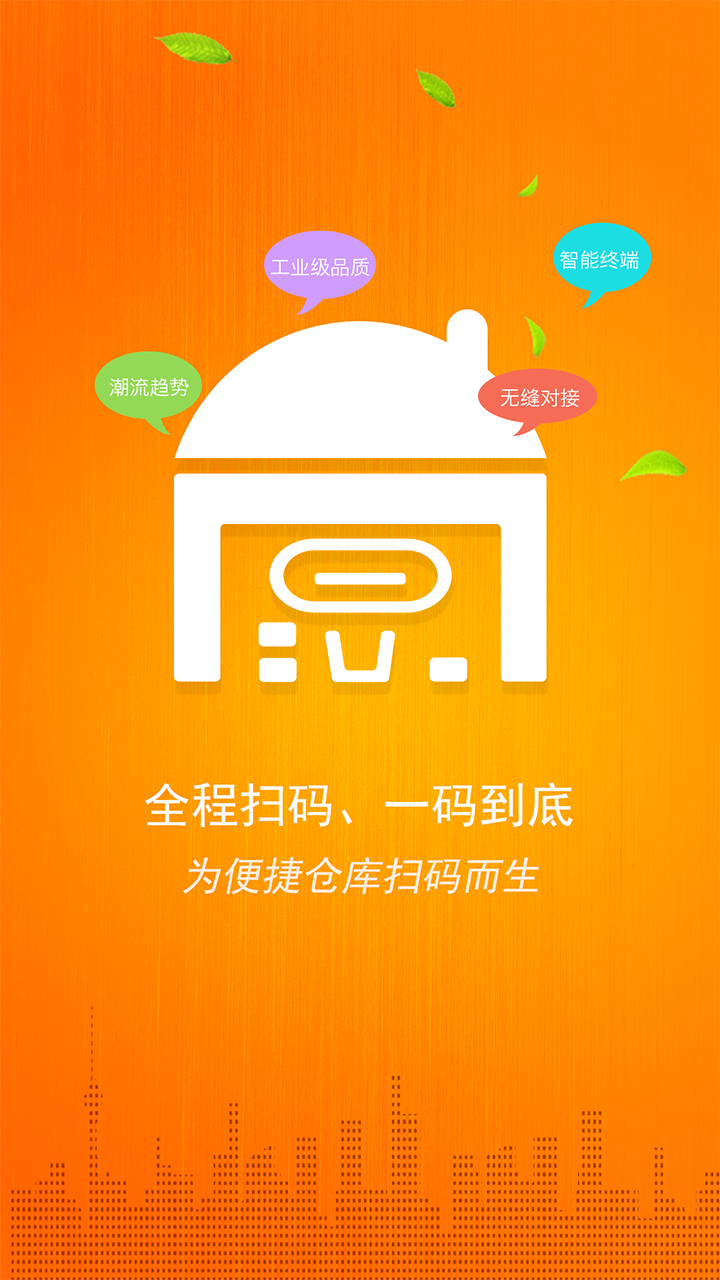 工业级品质
智能终端
潮流趋势
无缝对接
全程扫码、一码到底
为便捷仓库扫码而生